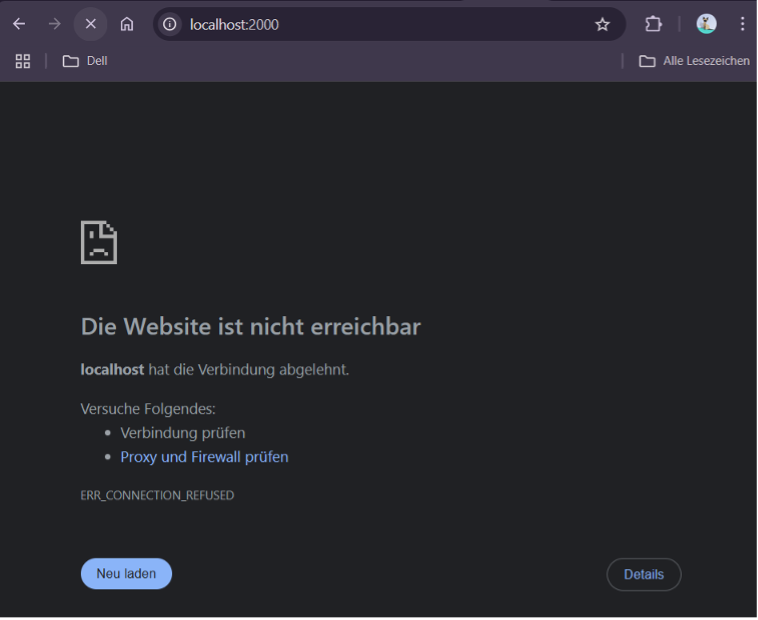 localhost:2000
Dell
Alle Lesezeichen
Die Website ist nicht erreichbar
localhost hat die Verbindung abgelehnt.
Versuche Folgendes:
Verbindung prüfen
Proxy und Firewall prüfen
ERR_CONNECTION_REFUSED
Neu laden
Details